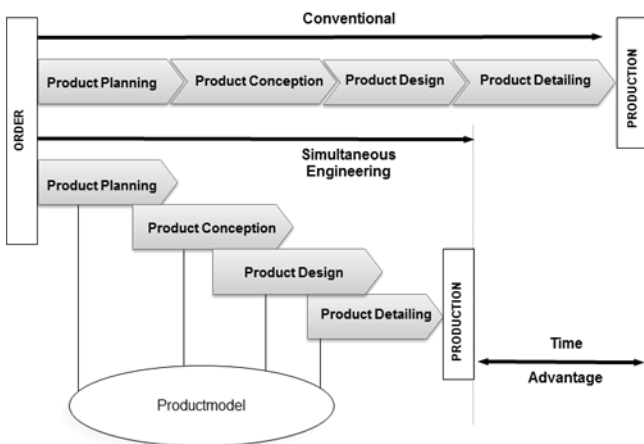 Conventional
Product Planning
Product Conception
Product Design
Product Detailing
ORDER
PRODUCTION
Simultaneous
Engineering
Product Planning
Product Conception
Product Design
Product Detailing
PRODUCTION
Time
Advantage
Productmodel